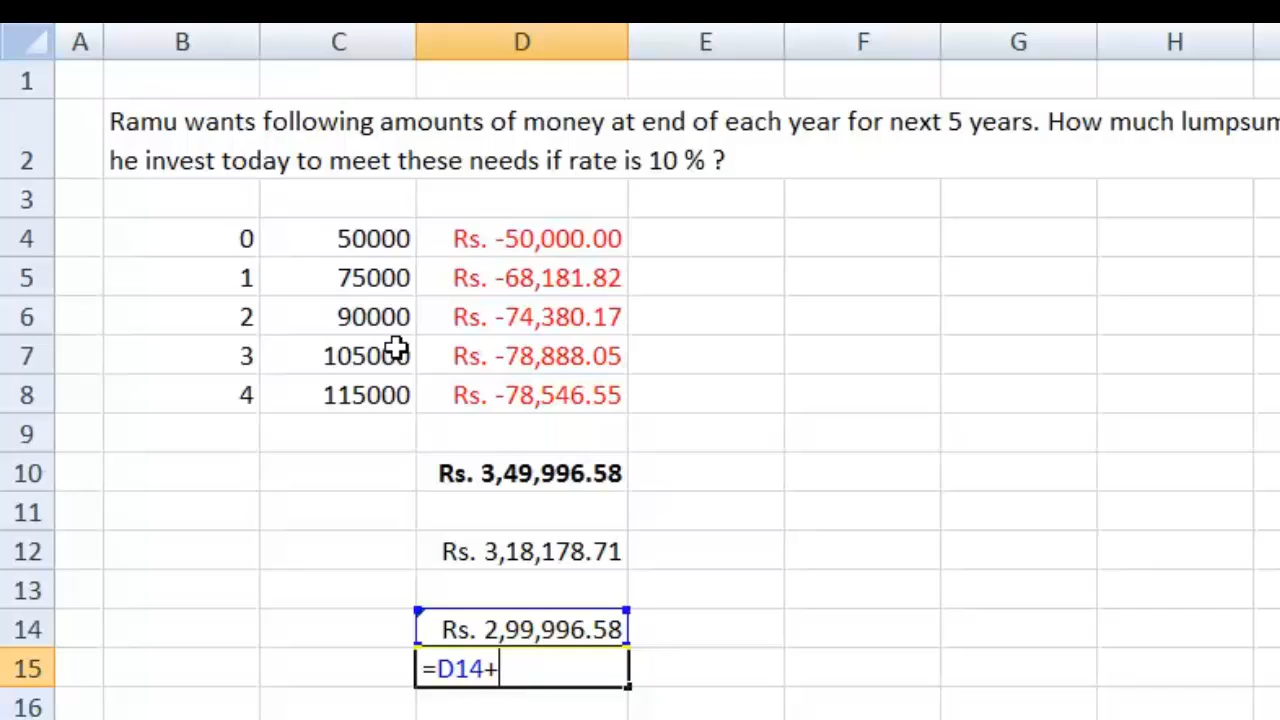 A B C D E F G H
1
Ramu wants following amounts of money at end of each year for next 5 years. How much lumpsum
2 he invest today to meet these needs if rate is 10 % ?
3
4 0 50000 Rs. -50,000.00
5 1 75000 Rs. -68,181.82
6 2 90000 Rs. -74,380.17
7 3 105000 Rs. -78,888.05
8 4 115000 Rs. -78,546.55
9
10 Rs. 3,49,996.58
11
12 Rs. 3,18,178.71
13
14 Rs. 2,99,996.58
15 =D14+
16